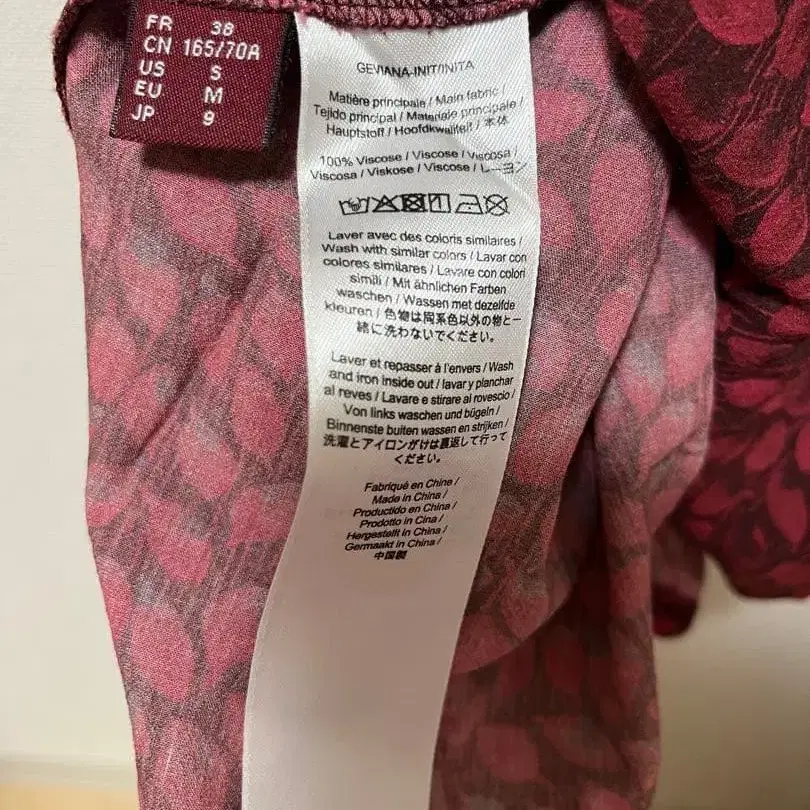 FR 38
CN 165/70A
US S
EU M
JP 9
GEVIANA-INIT/INITA
Matière principale / Main fabric /
Tejido principal / Materiale principale /
Hauptstoff / Hoofdkwaliteit / 本体
100% Viscose / Viscose / Viscosa /
Viscosa / Viskose / Viscose / レーヨン
Laver avec des coloris similaires /
Wash with similar colors / Lavar con
colores similares / Lavare con colori
simili / Mit ähnlichen Farben
waschen / Wassen met dezelfde
kleuren / 色物は同系色以外の物と一
緒に洗わないでください。
Laver et repasser à l'envers / Wash
and iron inside out / lavar y planchar
al reves / Lavare e stirare al rovescio /
Von links waschen und bügeln /
Binnenste buiten wassen en strijken /
洗濯とアイロンがけは裏返して行って
ください。
Fabriqué en Chine /
Made in China /
Producido en China /
Prodotto in Cina /
Hergestellt in China /
Gemaakt in China /
中国製